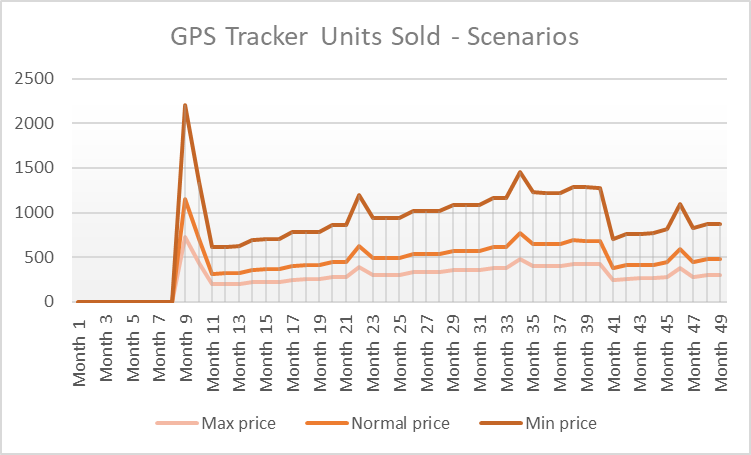 GPS Tracker Units Sold - Scenarios
2500
2000
1500
1000
500
0
Month 1
Month 3
Month 5
Month 7
Month 9
Month 11
Month 13
Month 15
Month 17
Month 19
Month 21
Month 23
Month 25
Month 27
Month 29
Month 31
Month 33
Month 35
Month 37
Month 39
Month 41
Month 43
Month 45
Month 47
Month 49
Max price Normal price Min price